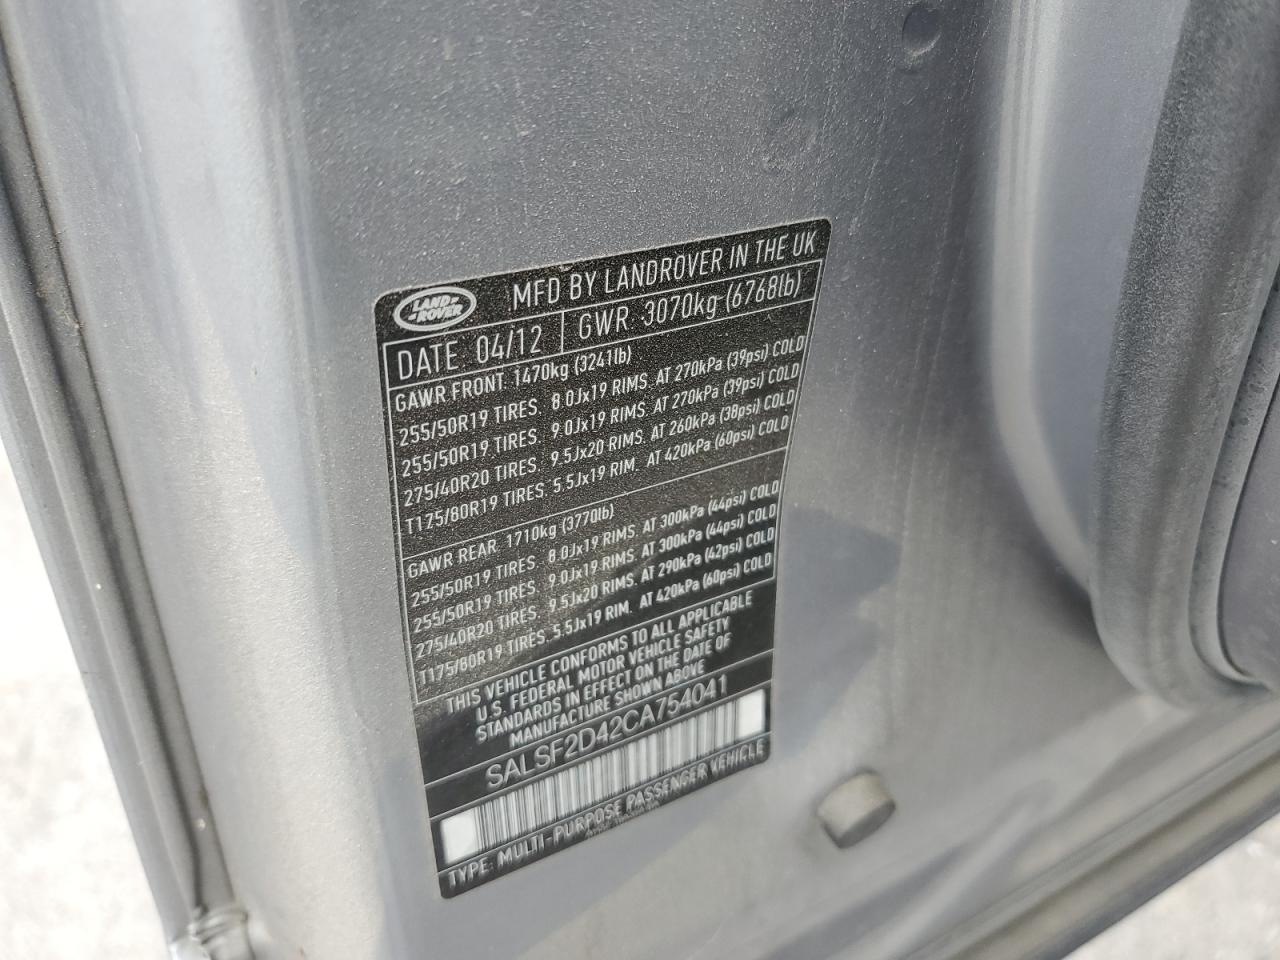 LAND-
-ROVER
MFD BY LANDROVER IN THE UK
DATE: 04/12 GWR: 3070kg (6768lb)
GAWR FRONT: 1470kg (3241lb)
255/50R19 TIRES. 8.0Jx19 RIMS. AT 270kPa (39psi) COLD
255/50R19 TIRES. 9.0Jx19 RIMS. AT 270kPa (39psi) COLD
275/40R20 TIRES. 9.5Jx20 RIMS. AT 260kPa (38psi) COLD
T175/80R19 TIRES. 5.5Jx19 RIM. AT 420kPa (60psi) COLD
GAWR REAR: 1710kg (3770lb)
255/50R19 TIRES. 8.0Jx19 RIMS. AT 300kPa (44psi) COLD
255/50R19 TIRES. 9.0Jx19 RIMS. AT 300kPa (44psi) COLD
275/40R20 TIRES. 9.5Jx20 RIMS. AT 290kPa (42psi) COLD
T175/80R19 TIRES. 5.5Jx19 RIM. AT 420kPa (60psi) COLD
THIS VEHICLE CONFORMS TO ALL APPLICABLE
U.S. FEDERAL MOTOR VEHICLE SAFETY
STANDARDS IN EFFECT ON THE DATE OF
MANUFACTURE SHOWN ABOVE
SALSF2D42CA754041
TYPE: MULTI-PURPOSE PASSENGER VEHICLE